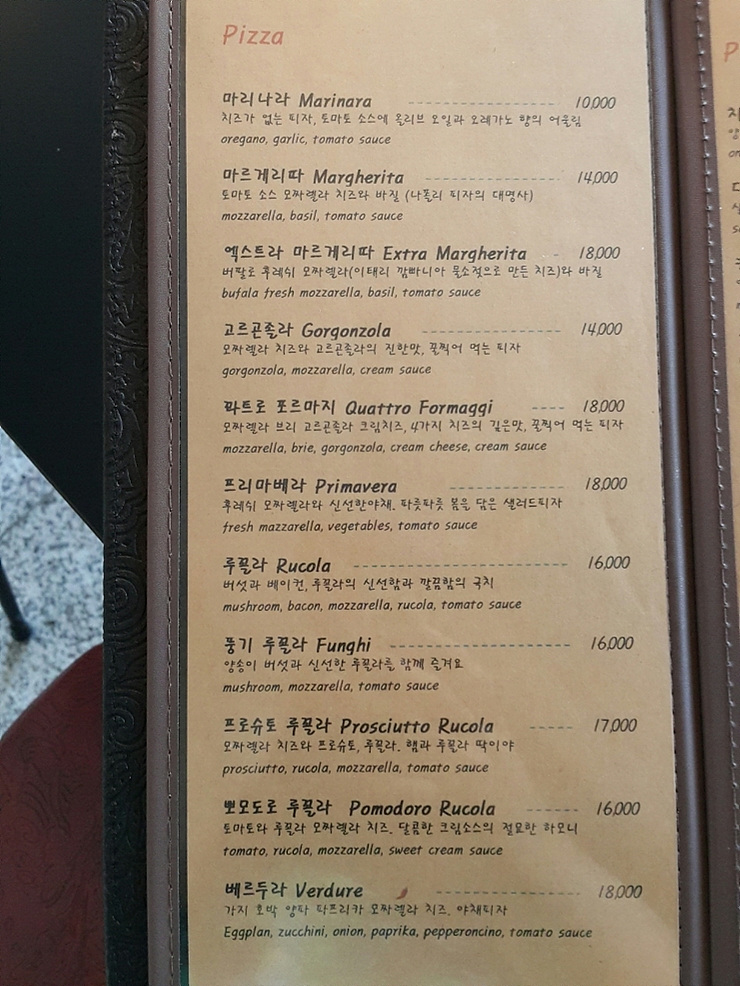 Pizza
마리나라 Marinara 10,000
치즈가 없는 피자, 토마토 소스에 올리브 오일과 오레가노 향의 어울림
oregano, garlic, tomato sauce
마르게리따 Margherita 14,000
토마토 소스 모짜렐라 치즈와 바질 (나폴리 피자의 대명사)
mozzarella, basil, tomato sauce
엑스트라 마르게리따 Extra Margherita 18,000
버팔로 후레쉬 모짜렐라(이태리 깜빠니아 물소젖으로 만든 치즈)와 바질
bufala fresh mozzarella, basil, tomato sauce
고르곤졸라 Gorgonzola 14,000
모짜렐라 치즈와 고르곤졸라의 진한맛, 꿀찍어 먹는 피자
gorgonzola, mozzarella, cream sauce
꽈트로 포르마지 Quattro Formaggi 18,000
모짜렐라 브리 고르곤졸라 크림치즈, 4가지 치즈의 깊은맛, 꿀찍어 먹는 피자
mozzarella, brie, gorgonzola, cream cheese, cream sauce
프리마베라 Primavera 18,000
후레쉬 모짜렐라와 신선한야채. 파릇파릇 봄을 담은 샐러드피자
fresh mazzarella, vegetables, tomato sauce
루꼴라 Rucola 16,000
버섯과 베이컨, 루꼴라의 신선함과 깔끔함의 극치
mushroom, bacon, mozzarella, rucola, tomato sauce
풍기 루꼴라 Funghi 16,000
양송이 버섯과 신선한 루꼴라를 함께 즐겨요
mushroom, mozzarella, tomato sauce
프로슈토 루꼴라 Prosciutto Rucola 17,000
모짜렐라 치즈와 프로슈토, 루꼴라. 햄과 루꼴라 딱이야
prosciutto, rucola, mozzarella, tomato sauce
뽀모도로 루꼴라 Pomodoro Rucola 16,000
토마토와 루꼴라 모짜렐라 치즈. 달콤한 크림소스의 절묘한 하모니
tomato, rucola, mozzarella, sweet cream sauce
베르두라 Verdure 18,000
가지 호박 양파 파프리카 모짜렐라 치즈. 야채피자
Eggplan, zucchini, onion, paprika, pepperoncino, tomato sauce